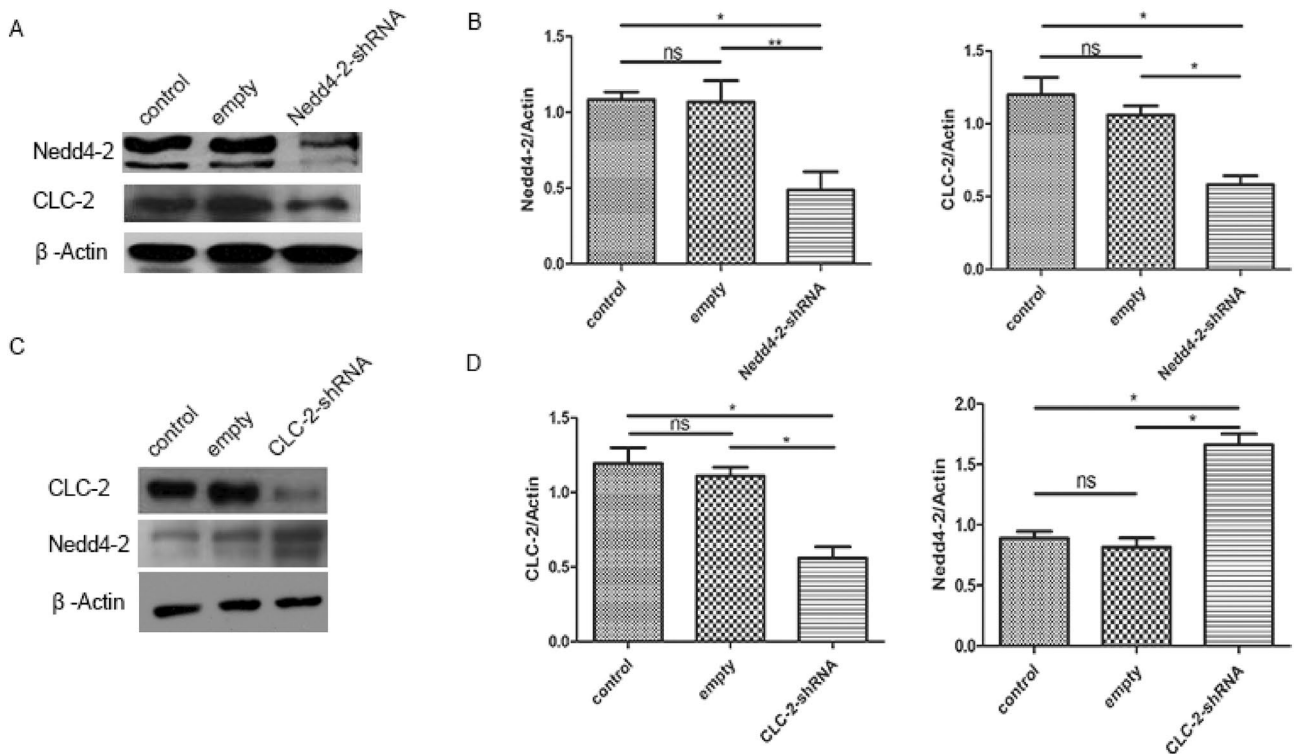 A
control
empty
Nedd4-2-shRNA
Nedd4-2
CLC-2
β -Actin
B
Nedd4-2/Actin
1.5
1.0
0.5
0.0
*
ns
**
control
empty
Nedd4-2-shRNA
CLC-2/Actin
1.5
1.0
0.5
0.0
*
ns
*
control
empty
Nedd4-2-shRNA
C
control
empty
CLC-2-shRNA
CLC-2
Nedd4-2
β -Actin
D
CLC-2/Actin
1.5
1.0
0.5
0.0
*
ns
*
control
empty
CLC-2-shRNA
Nedd4-2/Actin
2.0
1.5
1.0
0.5
0.0
*
*
ns
control
empty
CLC-2-shRNA